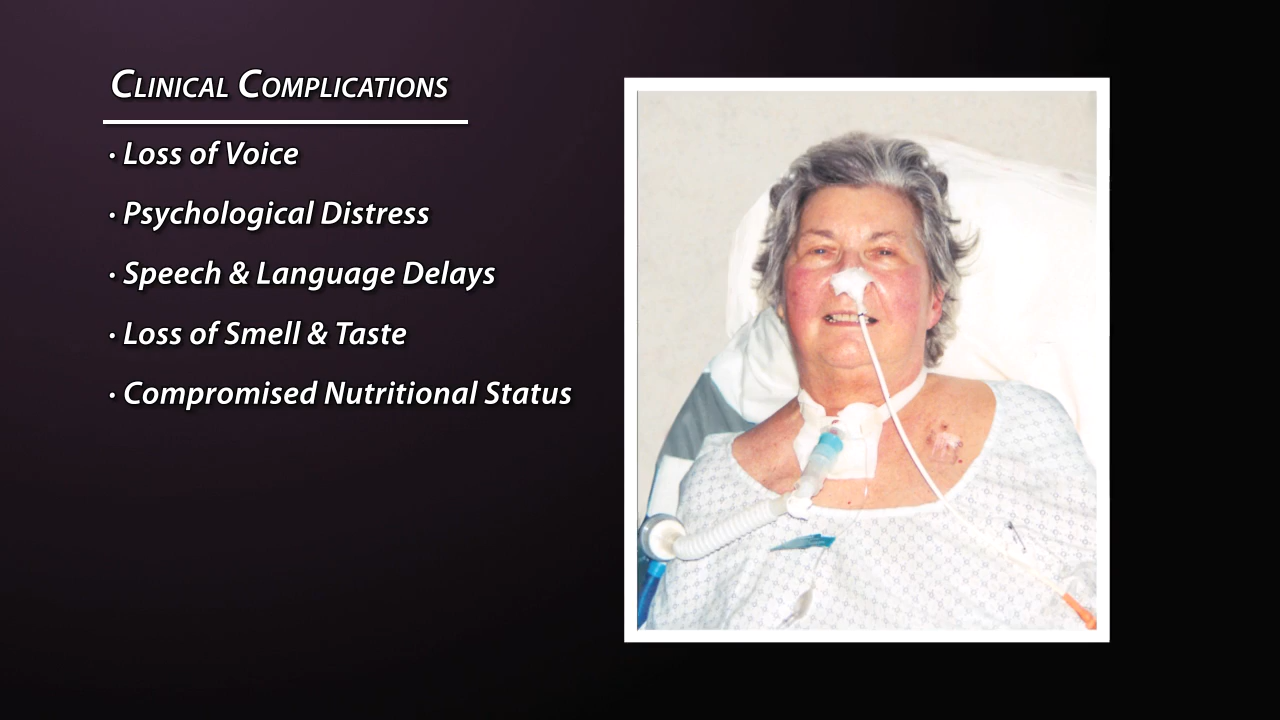 Clinical Complications
· Loss of Voice
· Psychological Distress
· Speech & Language Delays
· Loss of Smell & Taste
· Compromised Nutritional Status